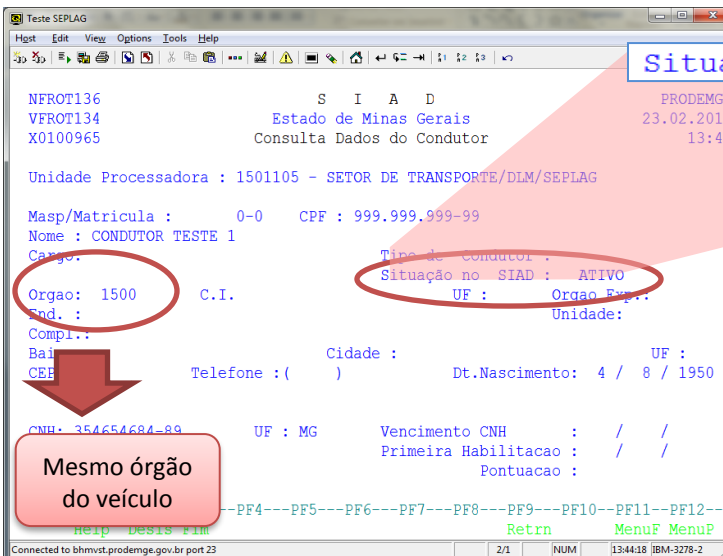 Teste SEPLAG
Host Edit View Options Tools Help
Situa
NFROT136 S I A D PRODEMG
VFROT134 Estado de Minas Gerais 23.02.201
X0100965 Consulta Dados do Condutor 13:4
Unidade Processadora : 1501105 - SETOR DE TRANSPORTE/DLM/SEPLAG
Masp/Matricula : 0-0 CPF : 999.999.999-99
Nome : CONDUTOR TESTE 1
Cargo: Tipo de Condutor :
Situação no SIAD : ATIVO
Orgao: 1500 C.I. UF : Orgao Exp.:
End. : Unidade:
Compl.:
Bai Cidade : UF :
CEP Telefone :( ) Dt.Nascimento: 4 / 8 / 1950
CNH: 354654684-89 UF : MG Vencimento CNH : / /
Primeira Habilitacao : / /
Pontuacao :
Mesmo órgão
do veículo
--PF4---PF5---PF6---PF7---PF8---PF9---PF10--PF11--PF12--
Help Desis Fim Retrn MenuF MenuP
Connected to bhmvst.prodemge.gov.br port 23 2/1 NUM 13:44:18 IBM-3278-2